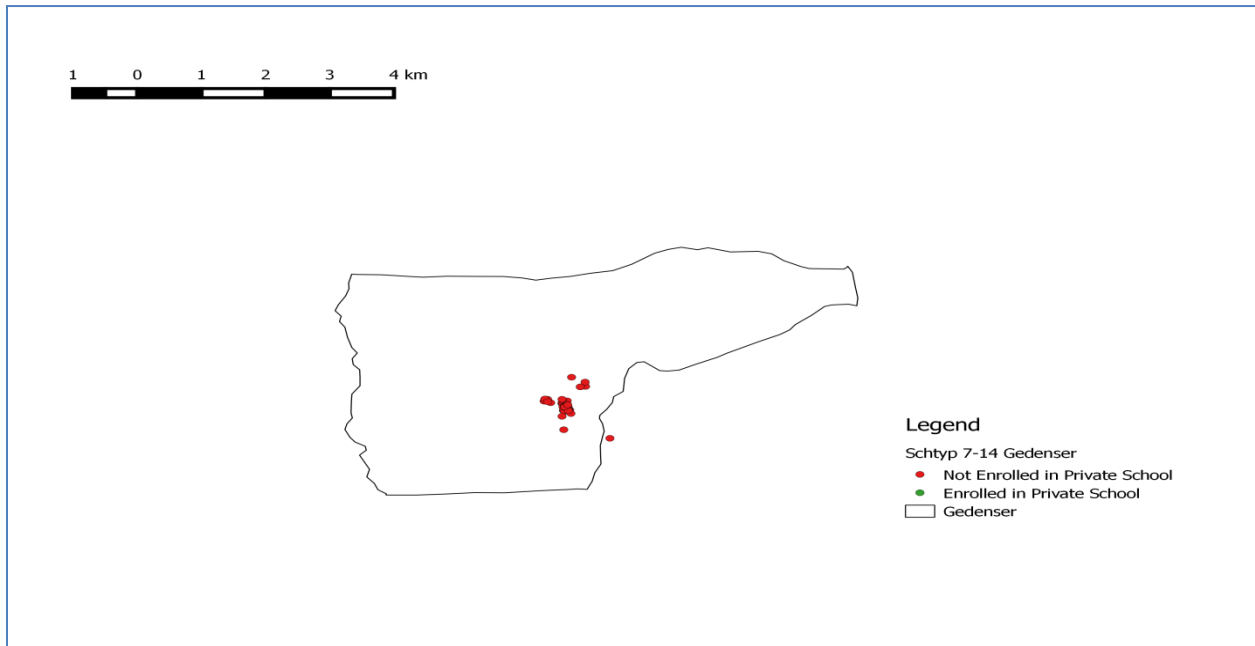 1 0 1 2 3 4 km
Legend
Schtyp 7-14 Gedenser
Not Enrolled in Private School
Enrolled in Private School
Gedenser